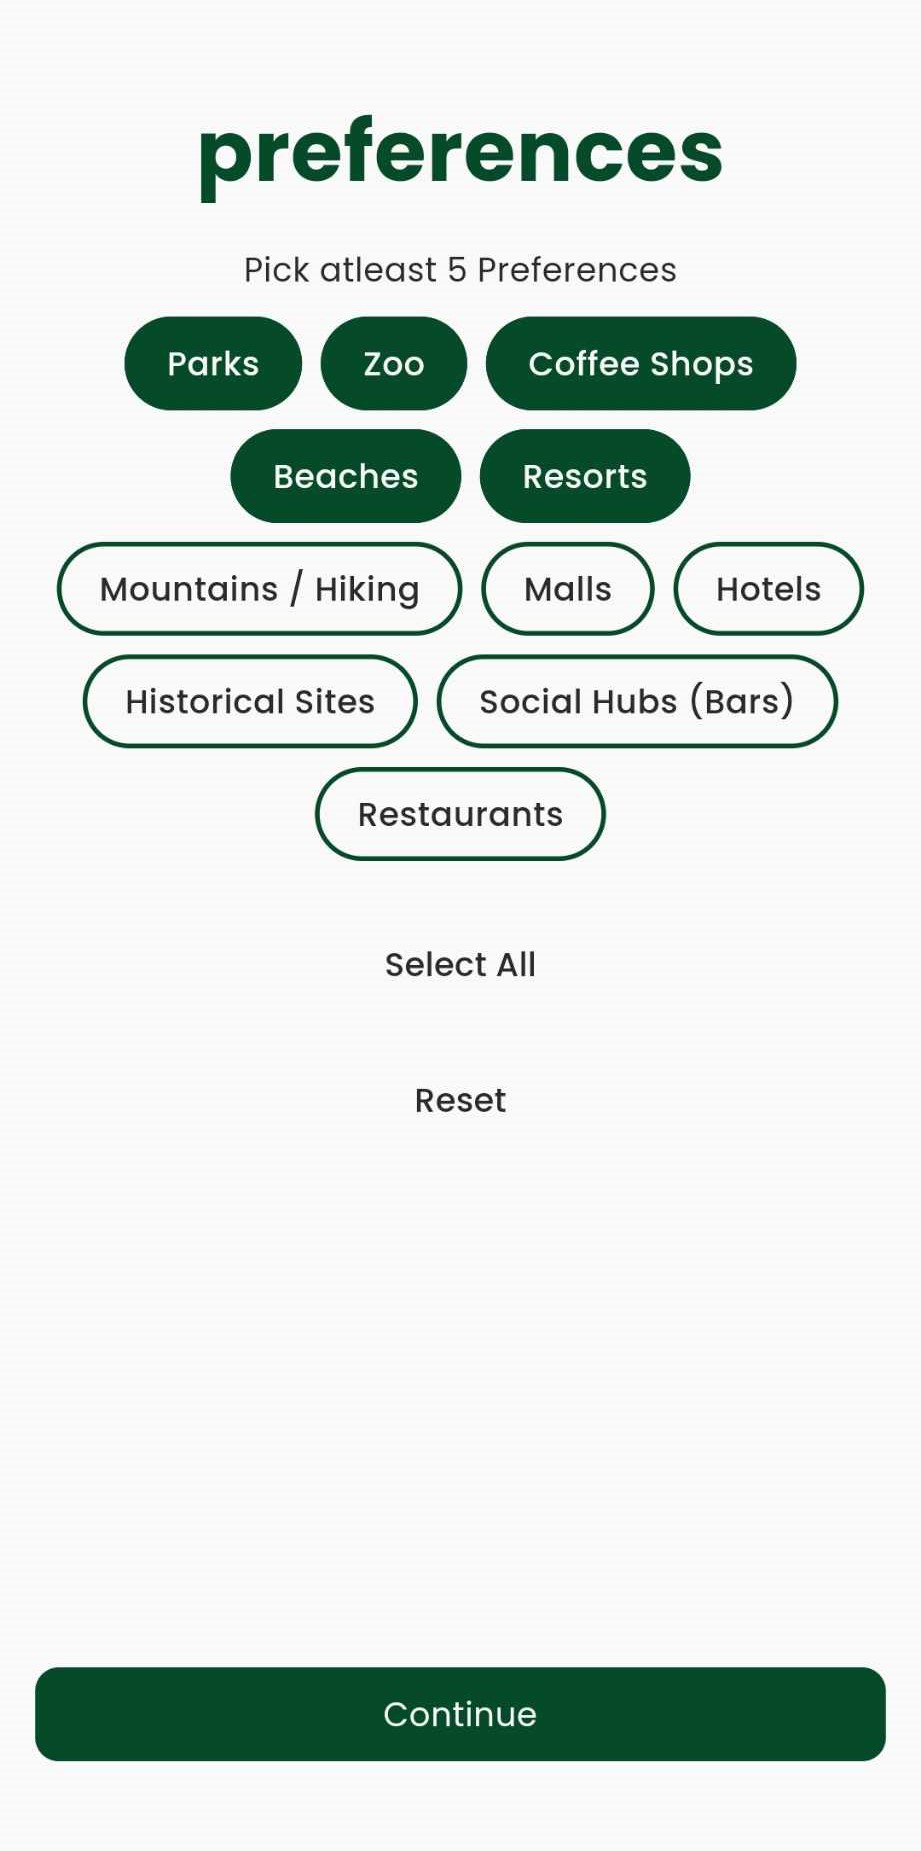 preferences
Pick atleast 5 Preferences
Parks Zoo Coffee Shops
Beaches Resorts
Mountains / Hiking Malls Hotels
Historical Sites Social Hubs (Bars)
Restaurants
Select All
Reset
Continue